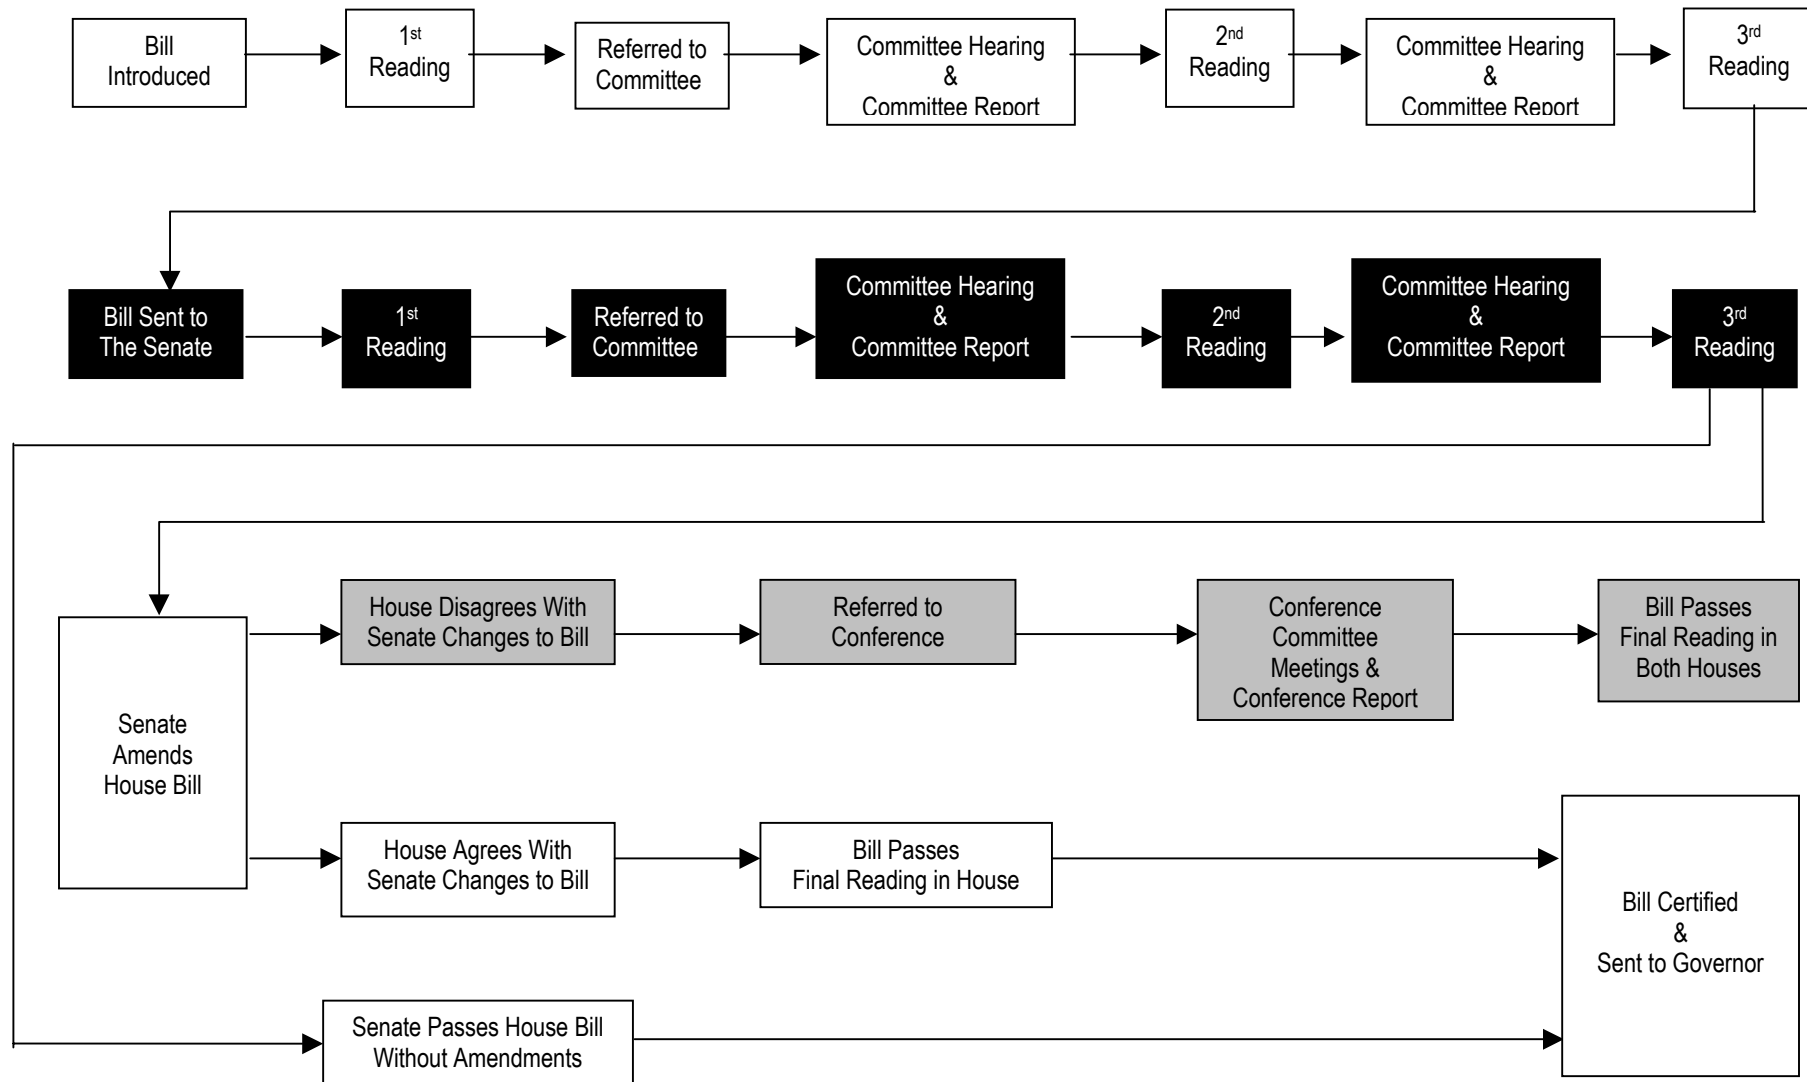 Bill
Introduced
1st
Reading
Referred to
Committee
Committee Hearing
&
Committee Report
2nd
Reading
Committee Hearing
&
Committee Report
3rd
Reading
Bill Sent to
The Senate
1st
Reading
Referred to
Committee
Committee Hearing
&
Committee Report
2nd
Reading
Committee Hearing
&
Committee Report
3rd
Reading
Senate
Amends
House Bill
House Disagrees With
Senate Changes to Bill
Referred to
Conference
Conference
Committee
Meetings &
Conference Report
Bill Passes
Final Reading in
Both Houses
House Agrees With
Senate Changes to Bill
Bill Passes
Final Reading in House
Bill Certified
&
Sent to Governor
Senate Passes House Bill
Without Amendments